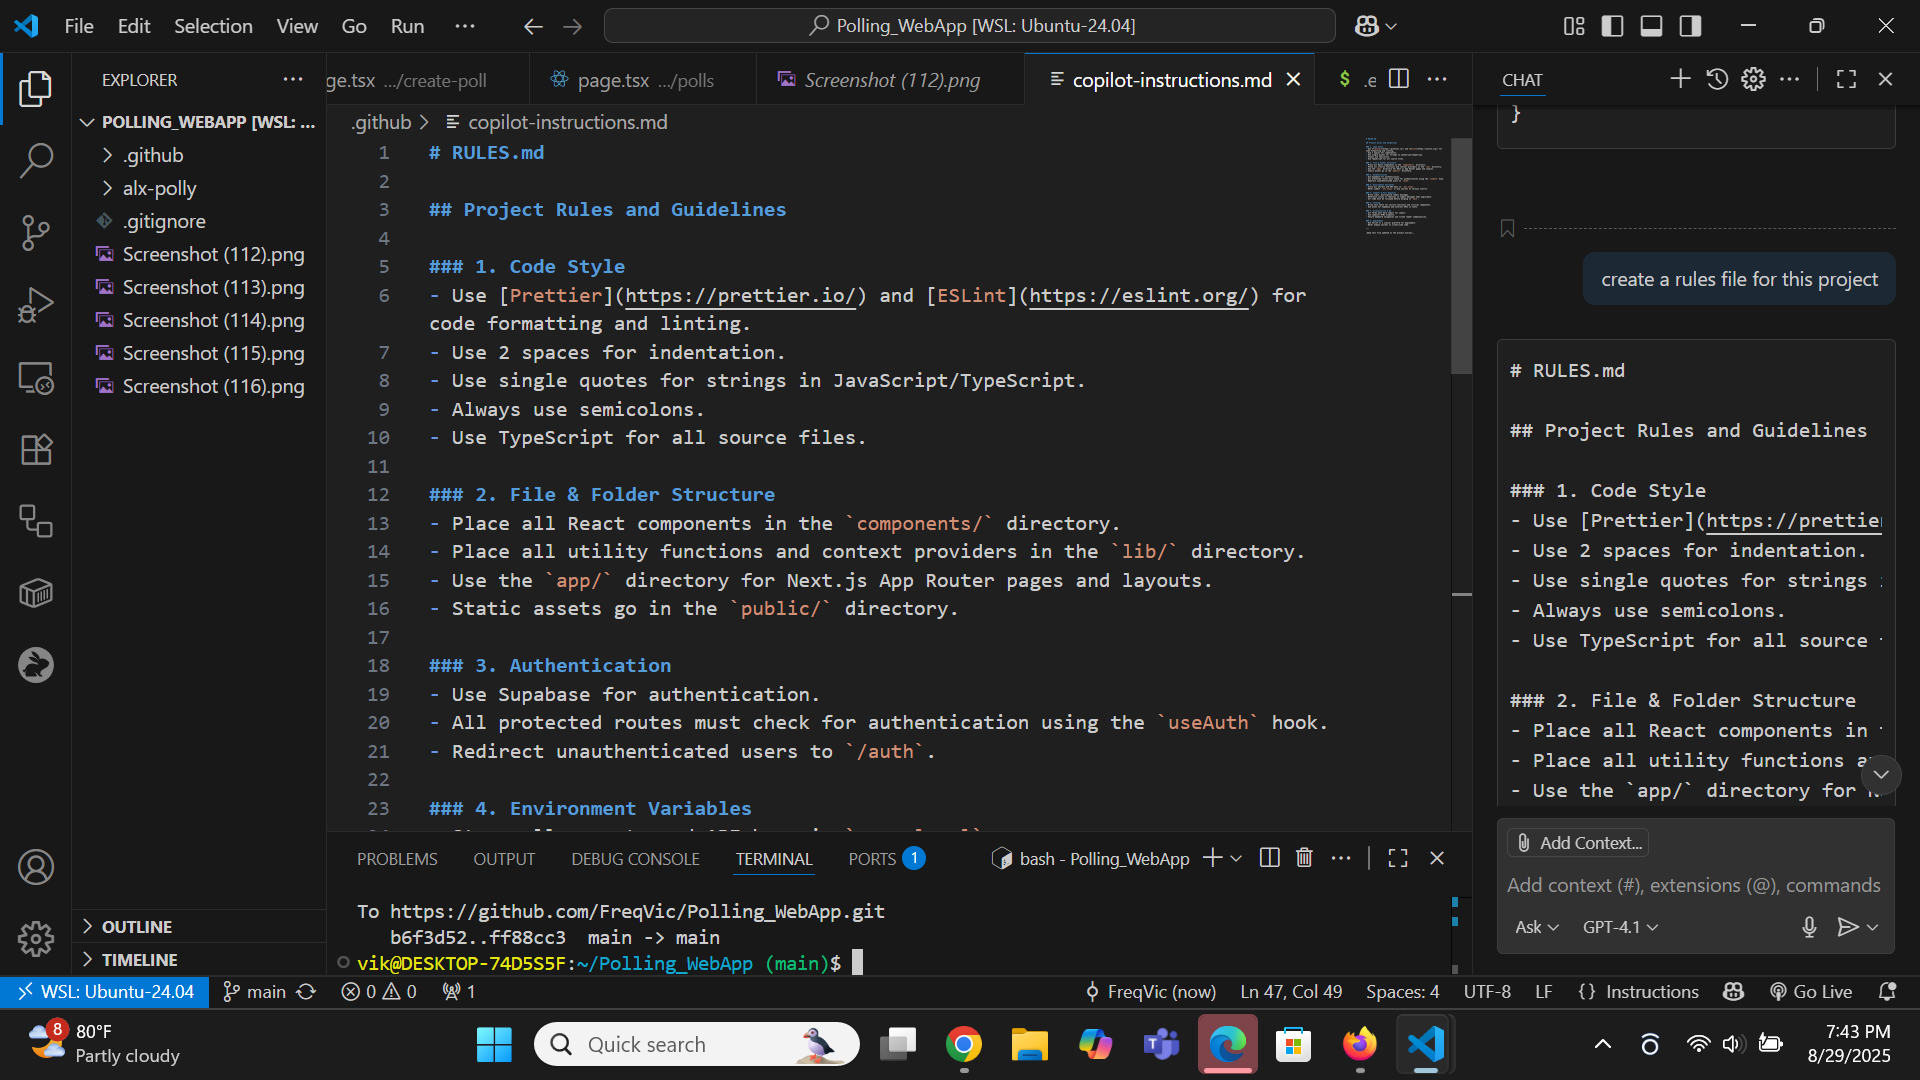 File Edit Selection View Go Run ···
Polling_WebApp [WSL: Ubuntu-24.04]
EXPLORER
POLLING_WEBAPP [WSL: ...
.github
alx-polly
.gitignore
Screenshot (112).png
Screenshot (113).png
Screenshot (114).png
Screenshot (115).png
Screenshot (116).png
OUTLINE
TIMELINE
ge.tsx .../create-poll
page.tsx .../polls
Screenshot (112).png
copilot-instructions.md
$ .e
.github > copilot-instructions.md
1 # RULES.md
2
3 ## Project Rules and Guidelines
4
5 ### 1. Code Style
6 - Use [Prettier](https://prettier.io/) and [ESLint](https://eslint.org/) for
code formatting and linting.
7 - Use 2 spaces for indentation.
8 - Use single quotes for strings in JavaScript/TypeScript.
9 - Always use semicolons.
10 - Use TypeScript for all source files.
11
12 ### 2. File & Folder Structure
13 - Place all React components in the `components/` directory.
14 - Place all utility functions and context providers in the `lib/` directory.
15 - Use the `app/` directory for Next.js App Router pages and layouts.
16 - Static assets go in the `public/` directory.
17
18 ### 3. Authentication
19 - Use Supabase for authentication.
20 - All protected routes must check for authentication using the `useAuth` hook.
21 - Redirect unauthenticated users to `/auth`.
22
23 ### 4. Environment Variables
PROBLEMS OUTPUT DEBUG CONSOLE TERMINAL PORTS 1
bash - Polling_WebApp
To https://github.com/FreqVic/Polling_WebApp.git
b6f3d52..ff88cc3 main -> main
vik@DESKTOP-74D5S5F:~/Polling_WebApp (main)$
CHAT
}
create a rules file for this project
# RULES.md
## Project Rules and Guidelines
### 1. Code Style
- Use [Prettier](https://prettie
- Use 2 spaces for indentation.
- Use single quotes for strings
- Always use semicolons.
- Use TypeScript for all source
### 2. File & Folder Structure
- Place all React components in
- Place all utility functions
- Use the `app/` directory for
Add Context...
Add context (#), extensions (@), commands
Ask GPT-4.1
WSL: Ubuntu-24.04 main 0 0 1 FreqVic (now) Ln 47, Col 49 Spaces: 4 UTF-8 LF {} Instructions Go Live
8 80°F
Partly cloudy
Quick search
7:43 PM
8/29/2025